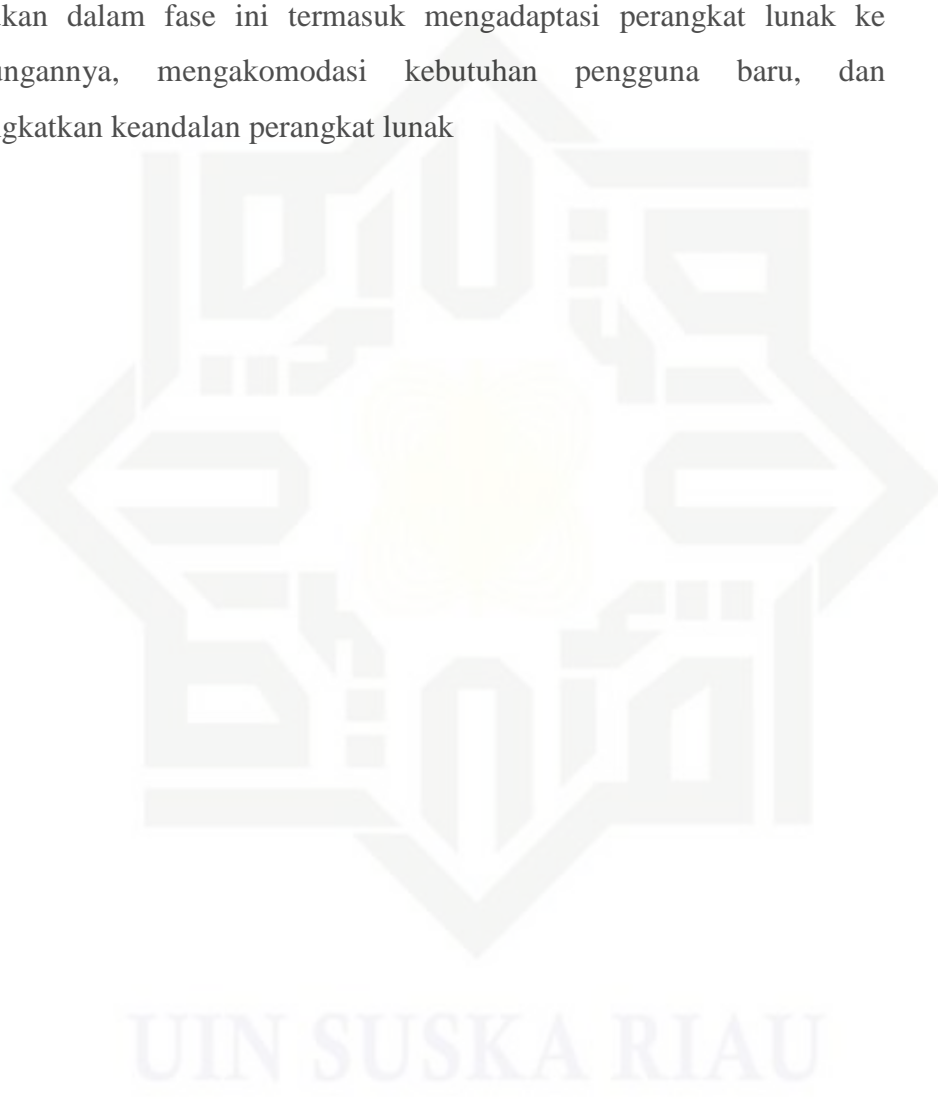 ukan dalam fase ini termasuk mengadaptasi perangkat lunak ke
ungannya, mengakomodasi kebutuhan pengguna baru, dan
gkatkan keandalan perangkat lunak
UIN SUSKA RIAU